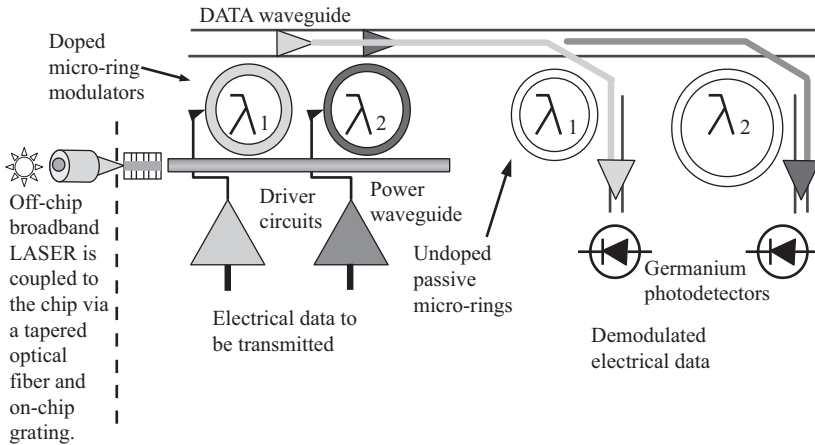 DATA waveguide
Doped
micro-ring
modulators
λ1
λ2
λ1
λ2
Off-chip
broadband
LASER is
coupled to
the chip via
a tapered
optical
fiber and
on-chip
grating.
Driver
circuits
Power
waveguide
Electrical data to
be transmitted
Undoped
passive
micro-rings
Germanium
photodetectors
Demodulated
electrical data